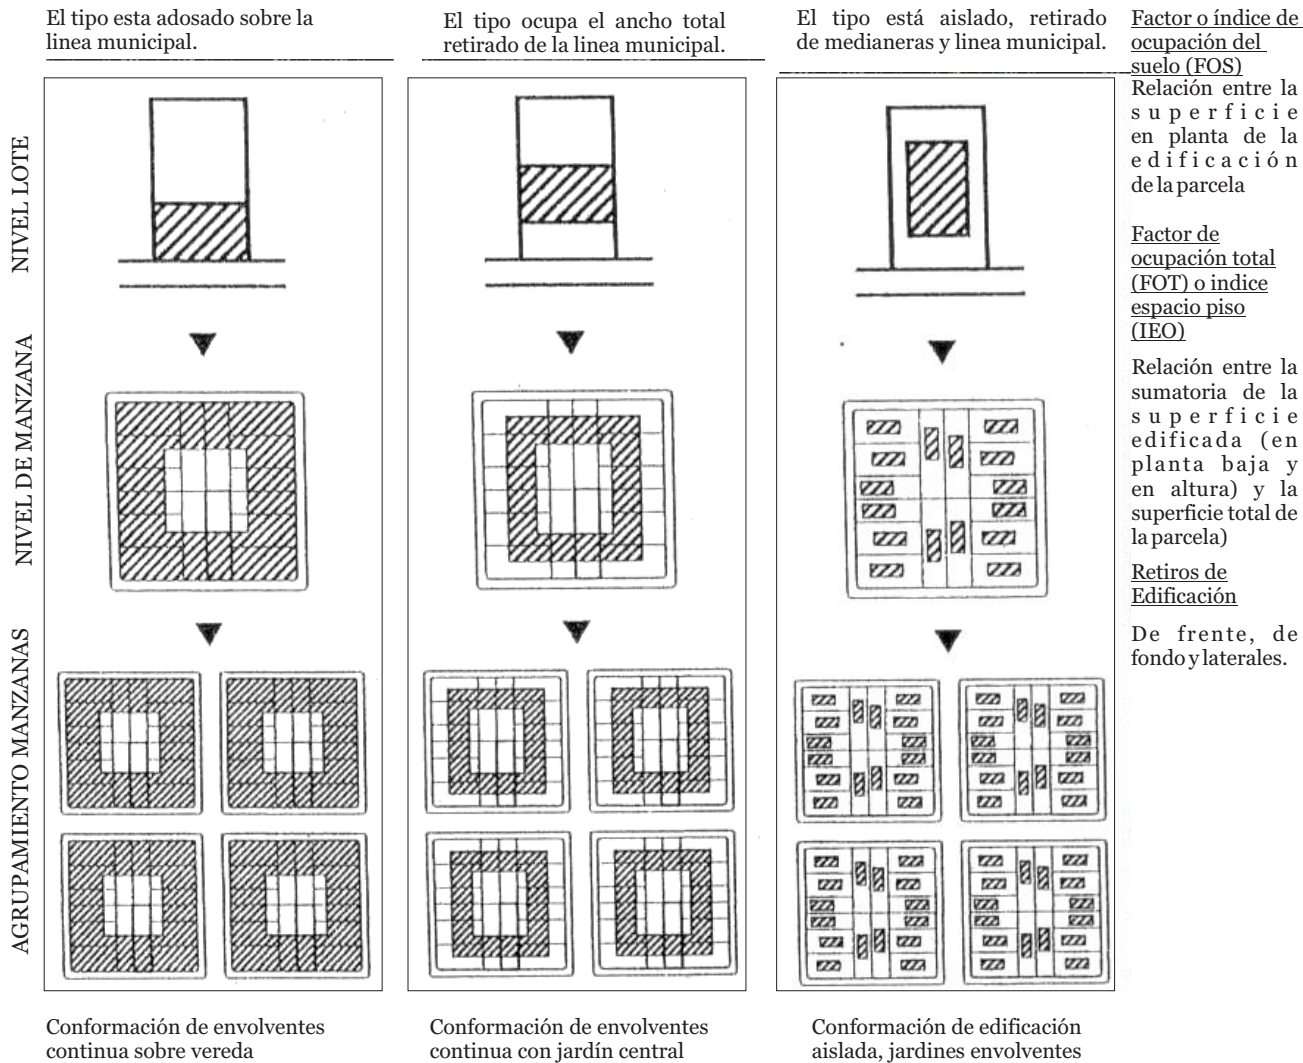 El tipo esta adosado sobre la
linea municipal.
El tipo ocupa el ancho total
retirado de la linea municipal.
El tipo está aislado, retirado
de medianeras y linea municipal.
NIVEL LOTE
NIVEL DE MANZANA
AGRUPAMIENTO MANZANAS
Conformación de envolventes
continua sobre vereda
Conformación de envolventes
continua con jardín central
Conformación de edificación
aislada, jardines envolventes
Factor o índice de
ocupación del
suelo (FOS)
Relación entre la
superficie
en planta de la
edificación
de la parcela
Factor de
ocupación total
(FOT) o indice
espacio piso
(IEO)
Relación entre la
sumatoria de la
superficie
edificada (en
planta baja y
en altura) y la
superficie total de
la parcela)
Retiros de
Edificación
De frente, de
fondo y laterales.